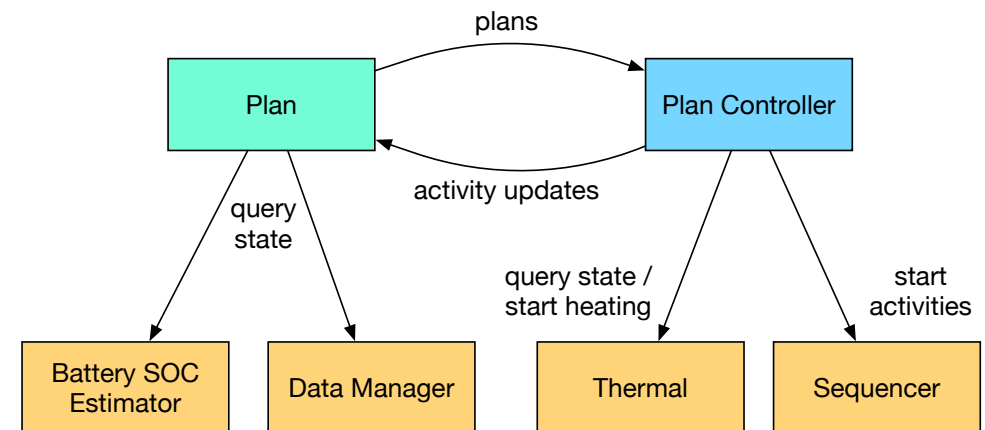 plans
Plan
Plan Controller
activity updates
query
state
query state /
start heating
start
activities
Battery SOC
Estimator
Data Manager
Thermal
Sequencer